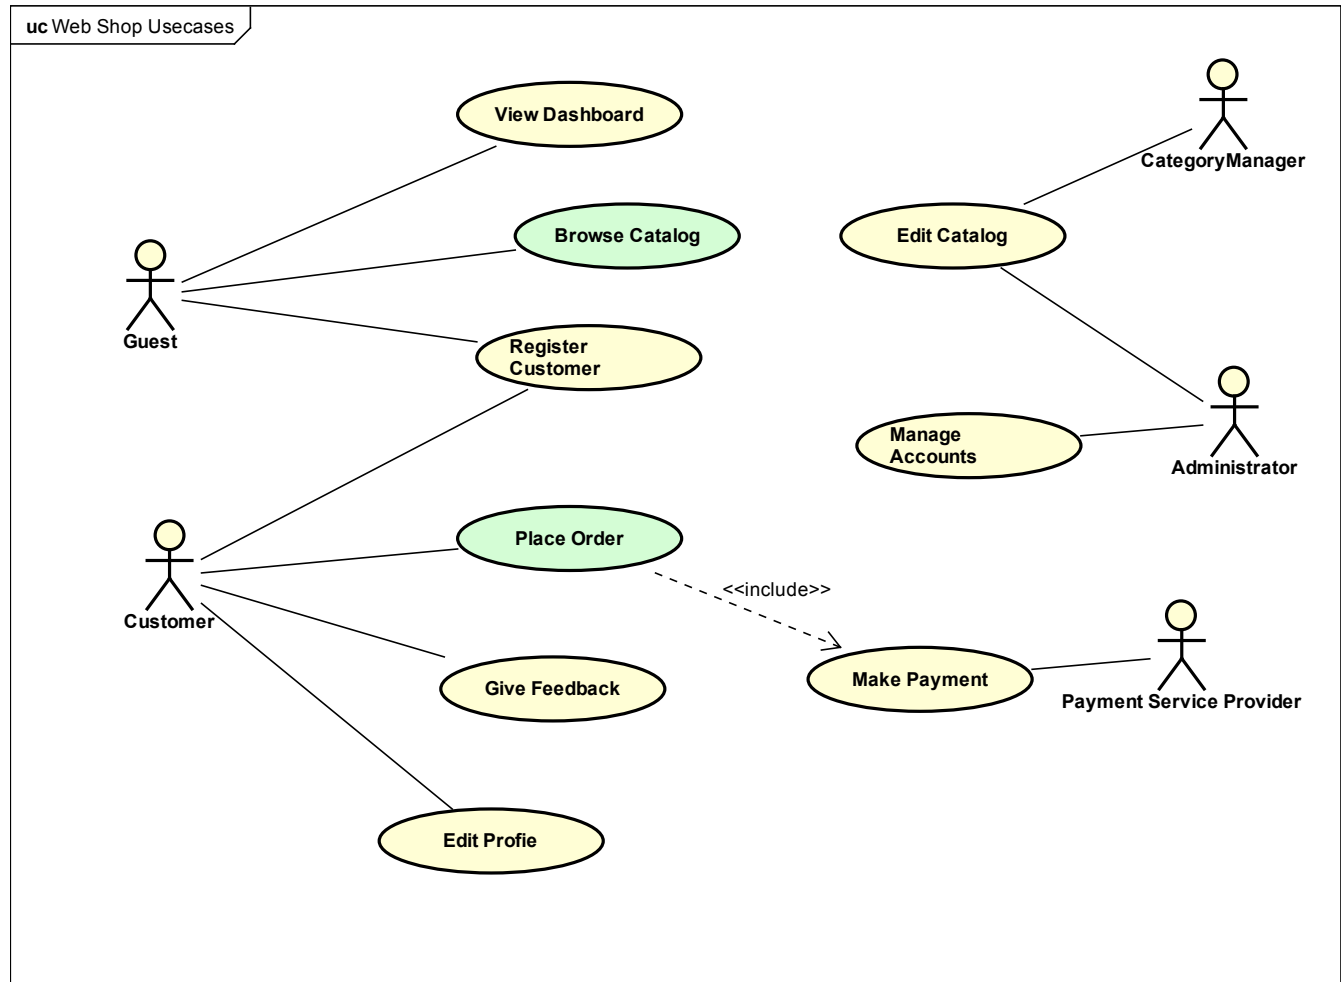 uc Web Shop Usecases
View Dashboard
CategoryManager
Browse Catalog
Edit Catalog
Guest
Register
Customer
Manage
Accounts
Administrator
Place Order
<<include>>
Customer
Give Feedback
Make Payment
Payment Service Provider
Edit Profie